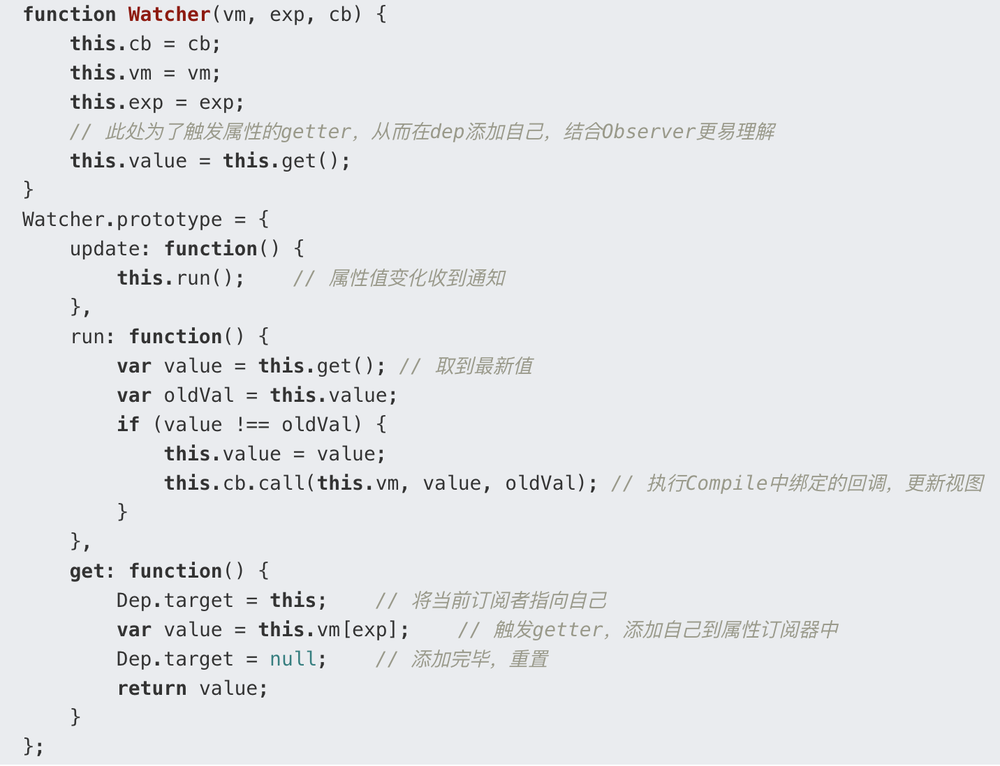 function Watcher(vm, exp, cb) {
    this.cb = cb;
    this.vm = vm;
    this.exp = exp;
    // 此处为了触发属性的getter，从而在dep添加自己，结合Observer更易理解
    this.value = this.get();
}
Watcher.prototype = {
    update: function() {
        this.run();    // 属性值变化收到通知
    },
    run: function() {
        var value = this.get(); // 取到最新值
        var oldVal = this.value;
        if (value !== oldVal) {
            this.value = value;
            this.cb.call(this.vm, value, oldVal); // 执行Compile中绑定的回调，更新视图
        }
    },
    get: function() {
        Dep.target = this;    // 将当前订阅者指向自己
        var value = this.vm[exp];    // 触发getter，添加自己到属性订阅器中
        Dep.target = null;    // 添加完毕，重置
        return value;
    }
};